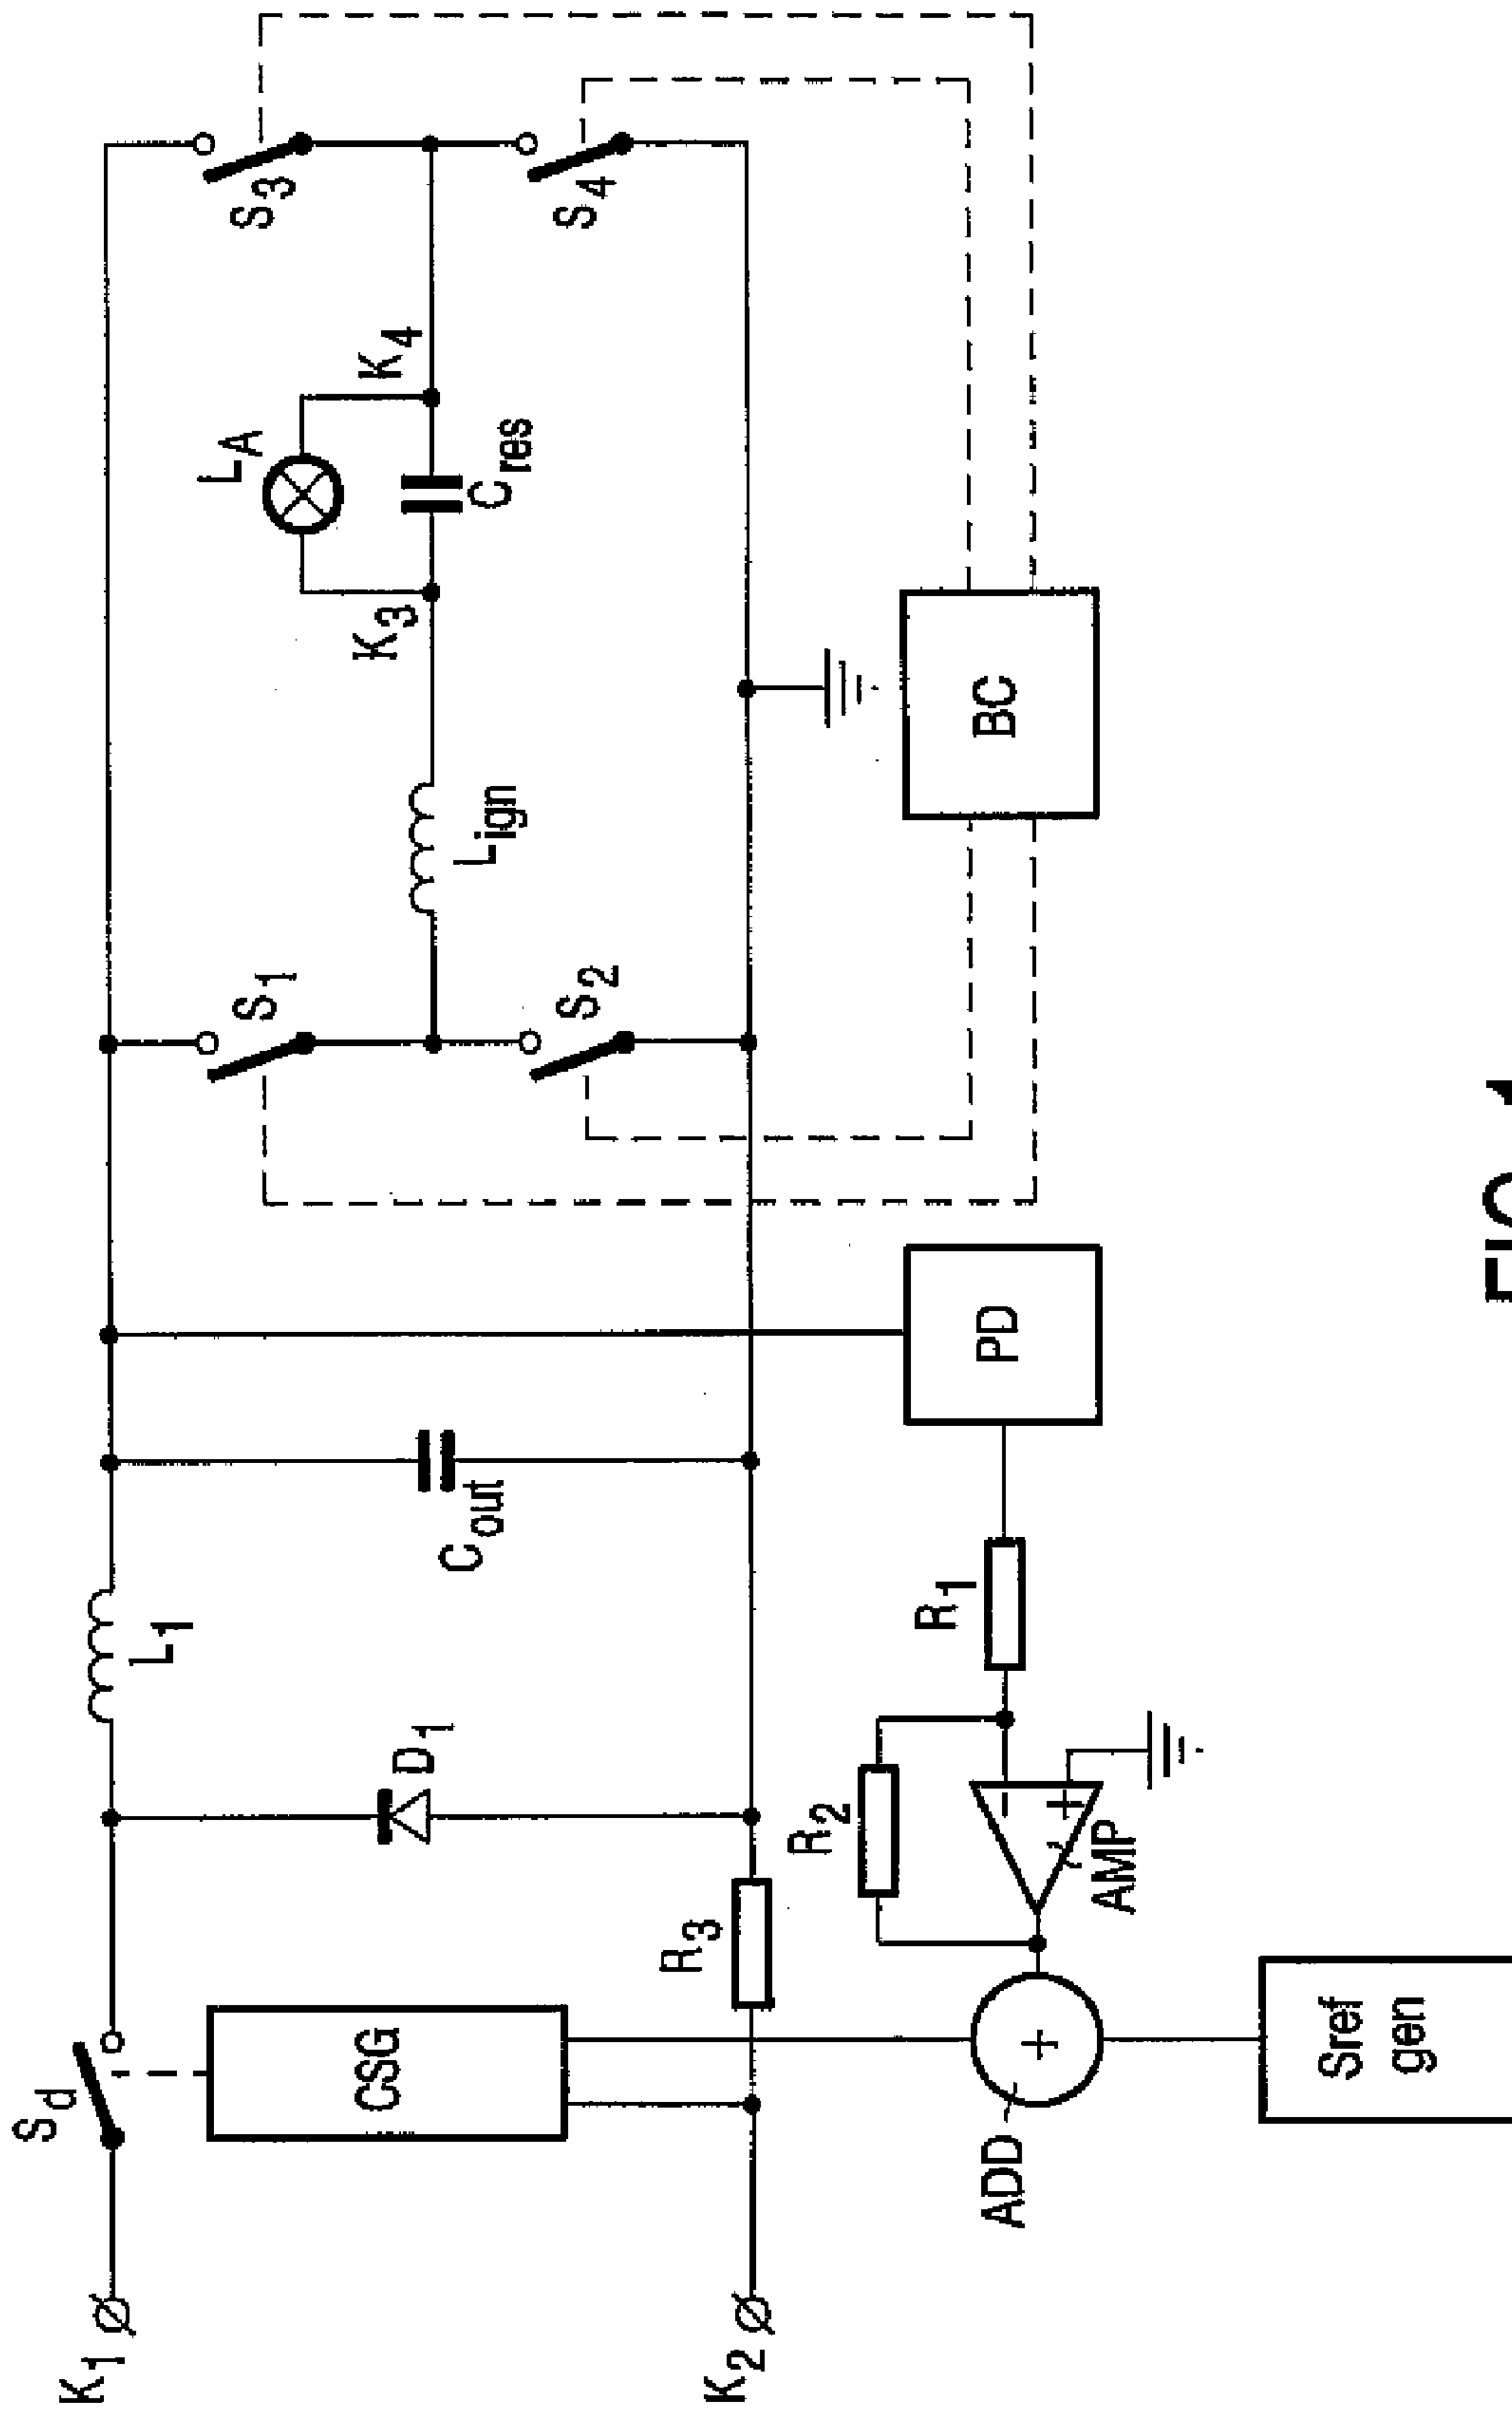 K1
Sd
CSG
R3
K2
D1
L1
Cout
S1
S2
Lign
K3
LA
Cres
K4
S3
S4
ADD
+
Sref
gen
R2
−
+
AMP
R1
PD
BC